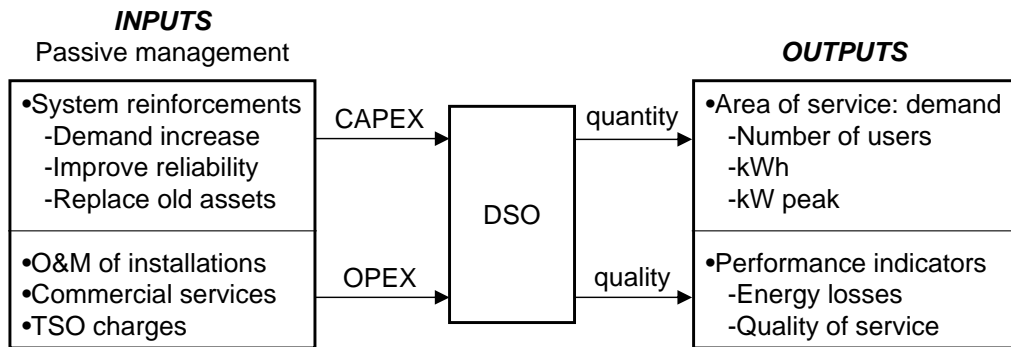 INPUTS
Passive management
•System reinforcements
-Demand increase
-Improve reliability
-Replace old assets
•O&M of installations
•Commercial services
•TSO charges
CAPEX
OPEX
DSO
quantity
quality
OUTPUTS
•Area of service: demand
-Number of users
-kWh
-kW peak
•Performance indicators
-Energy losses
-Quality of service